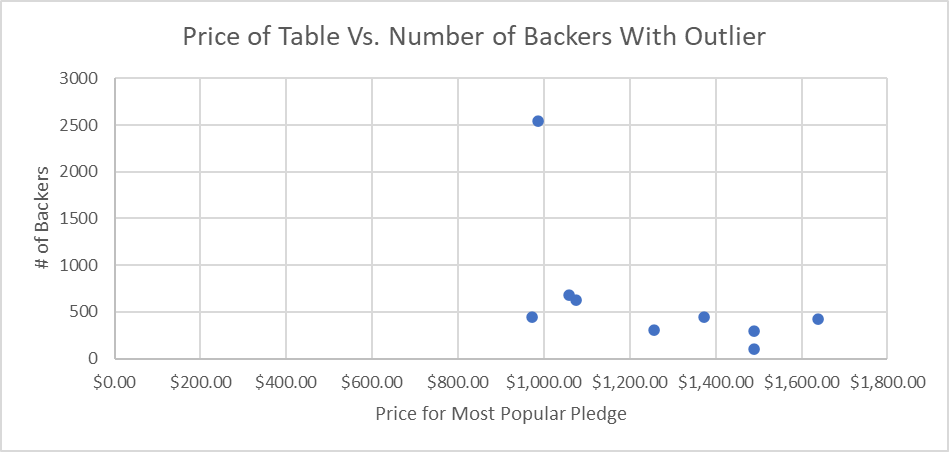 Price of Table Vs. Number of Backers With Outlier
3000
2500
2000
1500
1000
500
0
# of Backers
$0.00 $200.00 $400.00 $600.00 $800.00 $1,000.00 $1,200.00 $1,400.00 $1,600.00 $1,800.00
Price for Most Popular Pledge